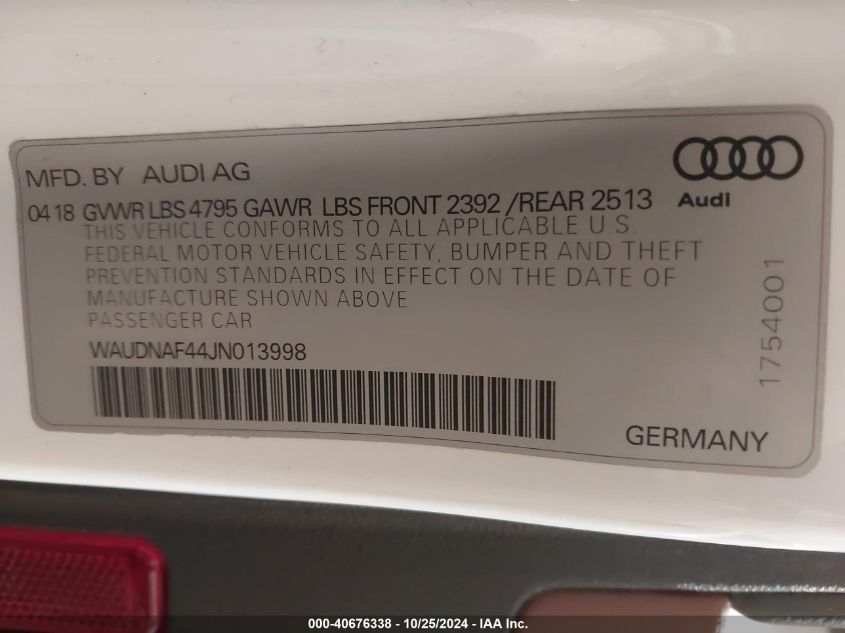 MFD. BY AUDI AG
Audi
04 18 GVWR LBS 4795 GAWR LBS FRONT 2392 /REAR 2513
THIS VEHICLE CONFORMS TO ALL APPLICABLE U.S.
FEDERAL MOTOR VEHICLE SAFETY, BUMPER AND THEFT
PREVENTION STANDARDS IN EFFECT ON THE DATE OF
MANUFACTURE SHOWN ABOVE
PASSENGER CAR
WAUDNAF44JN013998
1754001
GERMANY
000-40676338 - 10/25/2024 - IAA Inc.